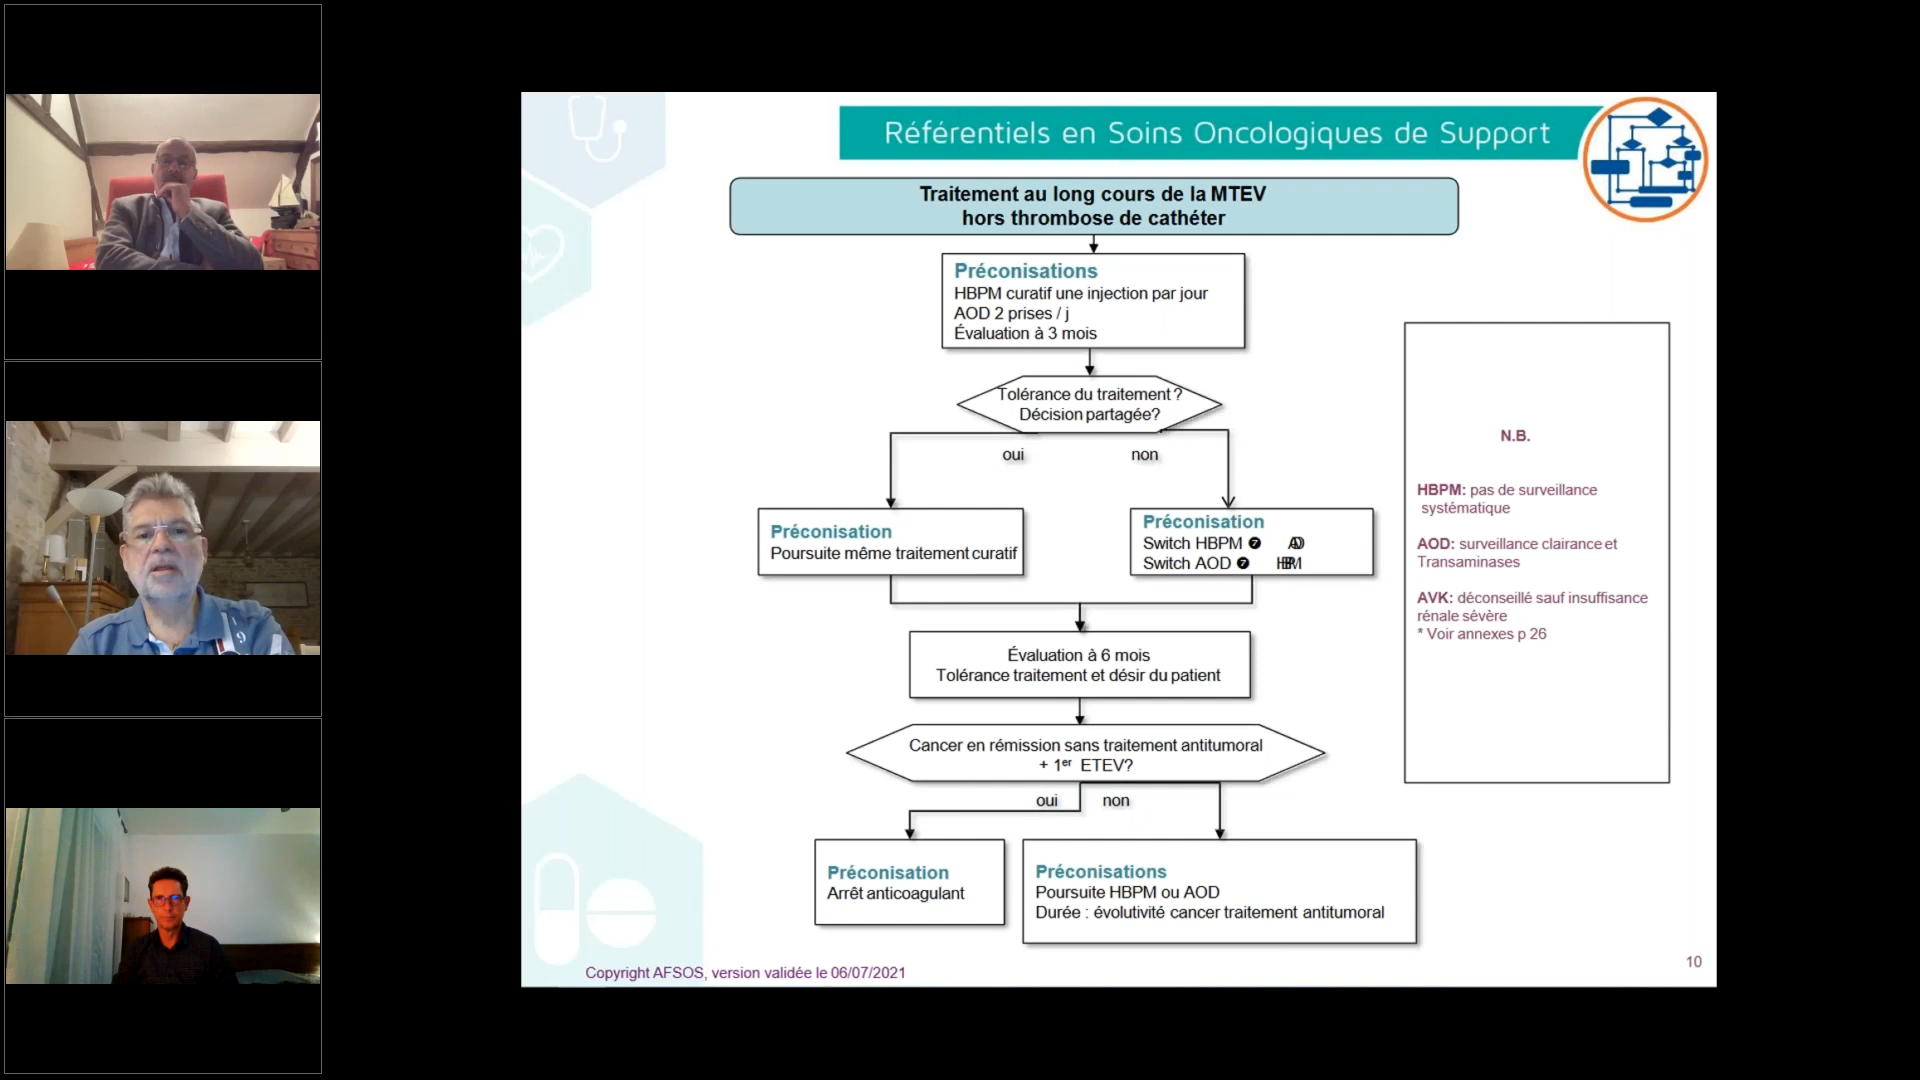 Référentiels en Soins Oncologiques de Support
Traitement au long cours de la MTEV
hors thrombose de cathéter
Préconisations
HBPM curatif une injection par jour
AOD 2 prises / j
Évaluation à 3 mois
Tolérance du traitement ?
Décision partagée?
oui
non
Préconisation
Poursuite même traitement curatif
Préconisation
Switch HBPM ❼ AOD
Switch AOD ❼ HBPM
Évaluation à 6 mois
Tolérance traitement et désir du patient
Cancer en rémission sans traitement antitumoral
+ 1er ETEV?
oui
non
Préconisation
Arrêt anticoagulant
Préconisations
Poursuite HBPM ou AOD
Durée : évolutivité cancer traitement antitumoral
N.B.
HBPM: pas de surveillance
systématique
AOD: surveillance clairance et
Transaminases
AVK: déconseillé sauf insuffisance
rénale sévère
* Voir annexes p 26
Copyright AFSOS, version validée le 06/07/2021
10